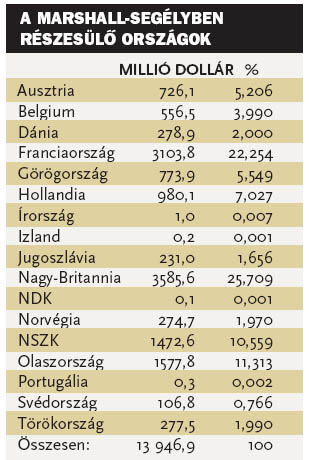 A MARSHALL-SEGÉLYBEN
RÉSZESÜLŐ ORSZÁGOK
MILLIÓ DOLLÁR %
Ausztria 726,1 5,206
Belgium 556,5 3,990
Dánia 278,9 2,000
Franciaország 3103,8 22,254
Görögország 773,9 5,549
Hollandia 980,1 7,027
Írország 1,0 0,007
Izland 0,2 0,001
Jugoszlávia 231,0 1,656
Nagy-Britannia 3585,6 25,709
NDK 0,1 0,001
Norvégia 274,7 1,970
NSZK 1472,6 10,559
Olaszország 1577,8 11,313
Portugália 0,3 0,002
Svédország 106,8 0,766
Törökország 277,5 1,990
Összesen: 13 946,9 100